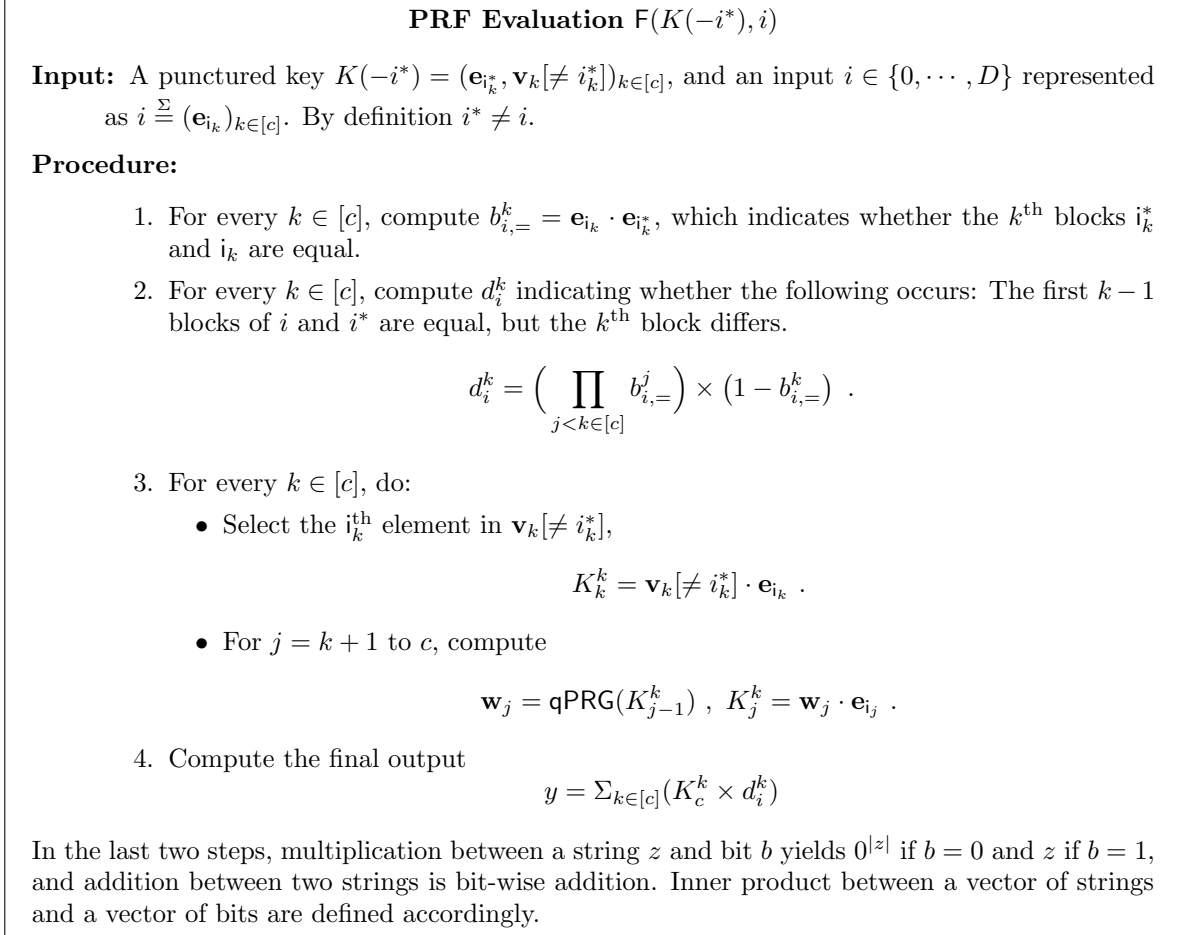 PRF Evaluation F(K(−i*), i)
Input: A punctured key K(−i*) = (e_{i*_k}, v_k[≠ i*_k])_{k∈[c]}, and an input i ∈ {0, ⋯ , D} represented
as i ≝^Σ (e_{i_k})_{k∈[c]}. By definition i* ≠ i.
Procedure:
1. For every k ∈ [c], compute b^k_{i,=} = e_{i_k} · e_{i*_k}, which indicates whether the k^th blocks i*_k
and i_k are equal.
2. For every k ∈ [c], compute d^k_i indicating whether the following occurs: The first k − 1
blocks of i and i* are equal, but the k^th block differs.
d^k_i = ( ∏_{j<k∈[c]} b^j_{i,=} ) × (1 − b^k_{i,=}) .
3. For every k ∈ [c], do:
• Select the i_k^th element in v_k[≠ i*_k],
K^k_k = v_k[≠ i*_k] · e_{i_k} .
• For j = k + 1 to c, compute
w_j = qPRG(K^k_{j−1}) , K^k_j = w_j · e_{i_j} .
4. Compute the final output
y = Σ_{k∈[c]}(K^k_c × d^k_i)
In the last two steps, multiplication between a string z and bit b yields 0^{|z|} if b = 0 and z if b = 1,
and addition between two strings is bit-wise addition. Inner product between a vector of strings
and a vector of bits are defined accordingly.